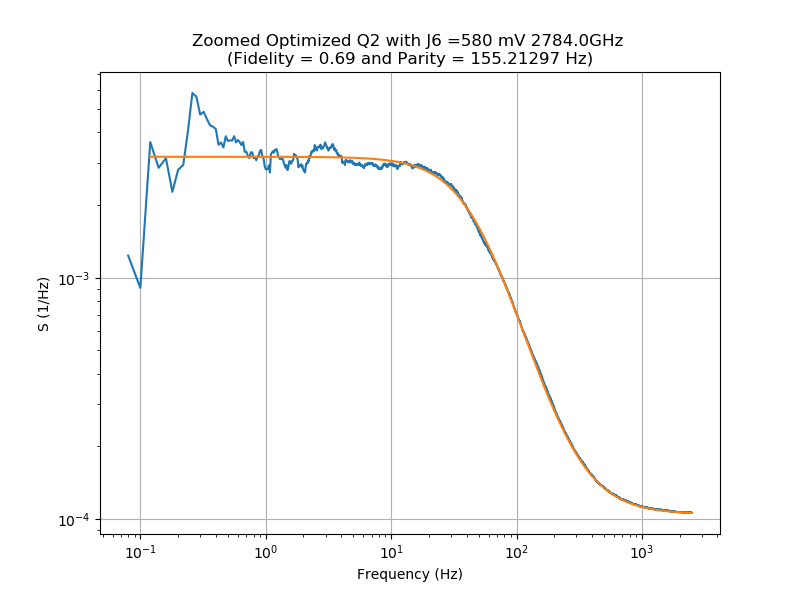 Zoomed Optimized Q2 with J6 =580 mV 2784.0GHz
(Fidelity = 0.69 and Parity = 155.21297 Hz)
S (1/Hz)
10⁻³
10⁻⁴
10⁻¹ 10⁰ 10¹ 10² 10³
Frequency (Hz)